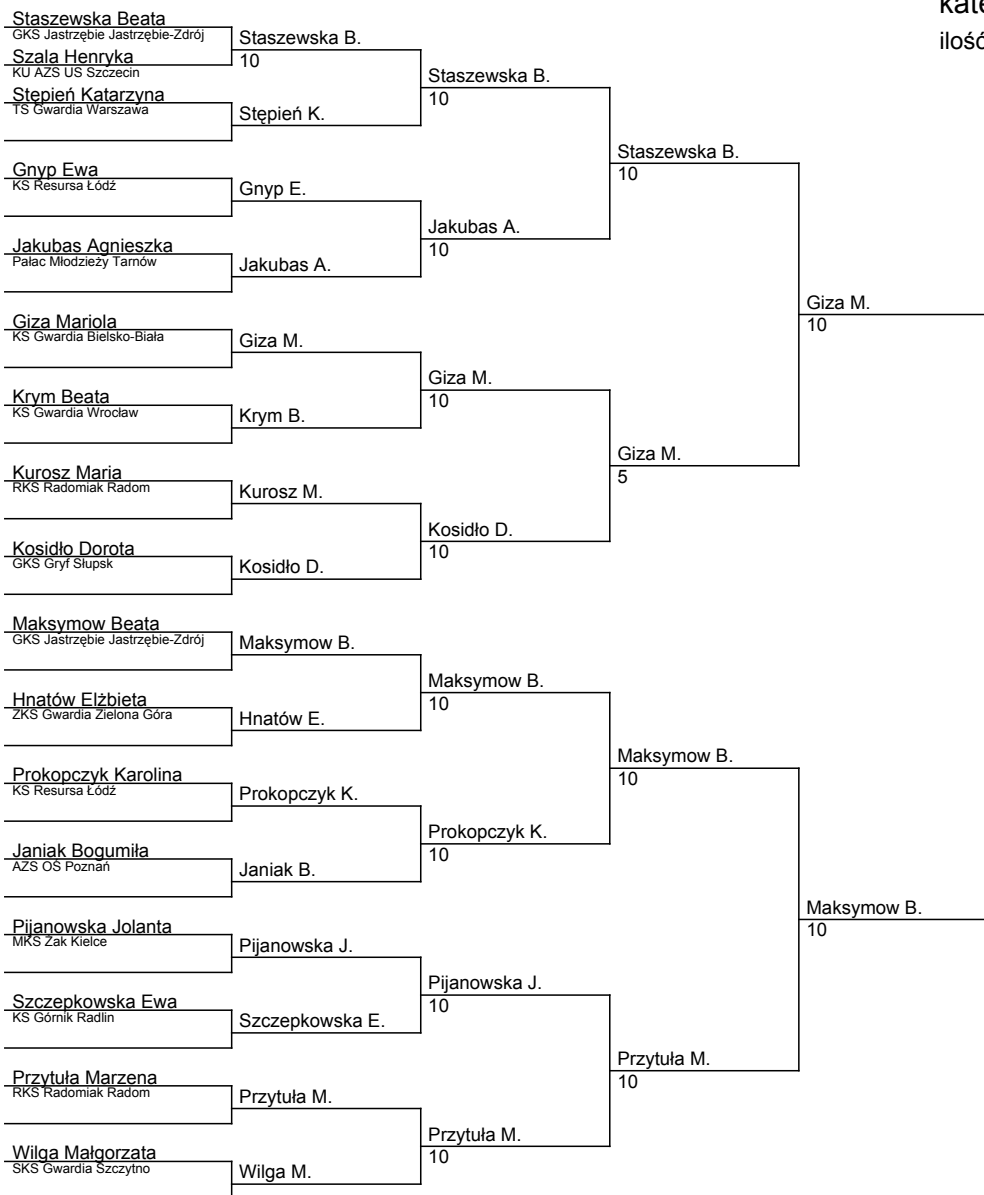 kate
ilość
Staszewska Beata
GKS Jastrzębie Jastrzębie-Zdrój
Szala Henryka
KU AZS US Szczecin
Stępień Katarzyna
TS Gwardia Warszawa
Gnyp Ewa
KS Resursa Łódź
Jakubas Agnieszka
Pałac Młodzieży Tarnów
Giza Mariola
KS Gwardia Bielsko-Biała
Krym Beata
KS Gwardia Wrocław
Kurosz Maria
RKS Radomiak Radom
Kosidło Dorota
GKS Gryf Słupsk
Maksymow Beata
GKS Jastrzębie Jastrzębie-Zdrój
Hnatów Elżbieta
ZKS Gwardia Zielona Góra
Prokopczyk Karolina
KS Resursa Łódź
Janiak Bogumiła
AZS OŚ Poznań
Pijanowska Jolanta
MKS Żak Kielce
Szczepkowska Ewa
KS Górnik Radlin
Przytuła Marzena
RKS Radomiak Radom
Wilga Małgorzata
SKS Gwardia Szczytno
Staszewska B.
10
Stępień K.
Gnyp E.
Jakubas A.
Giza M.
Krym B.
Kurosz M.
Kosidło D.
Maksymow B.
Hnatów E.
Prokopczyk K.
Janiak B.
Pijanowska J.
Szczepkowska E.
Przytuła M.
Wilga M.
Staszewska B.
10
Jakubas A.
10
Giza M.
10
Kosidło D.
10
Maksymow B.
10
Prokopczyk K.
10
Pijanowska J.
10
Przytuła M.
10
Staszewska B.
10
Giza M.
5
Maksymow B.
10
Przytuła M.
10
Giza M.
10
Maksymow B.
10